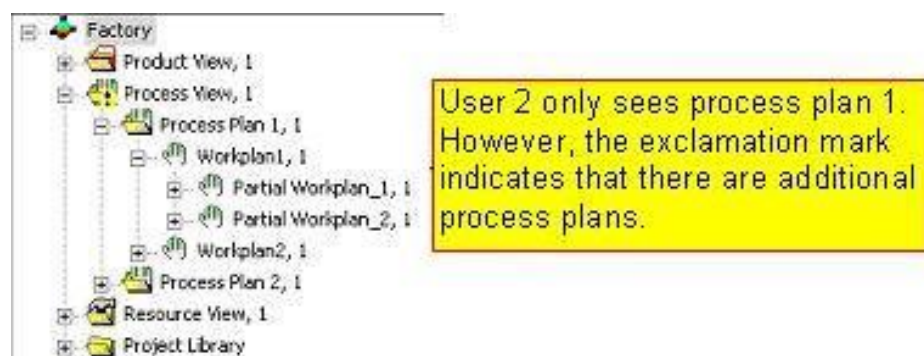 Factory
Product View, 1
Process View, 1
Process Plan 1, 1
Workplan1, 1
Partial Workplan_1, 1
Partial Workplan_2, 1
Workplan2, 1
Process Plan 2, 1
Resource View, 1
Project Library
User 2 only sees process plan 1.
However, the exclamation mark
indicates that there are additional
process plans.